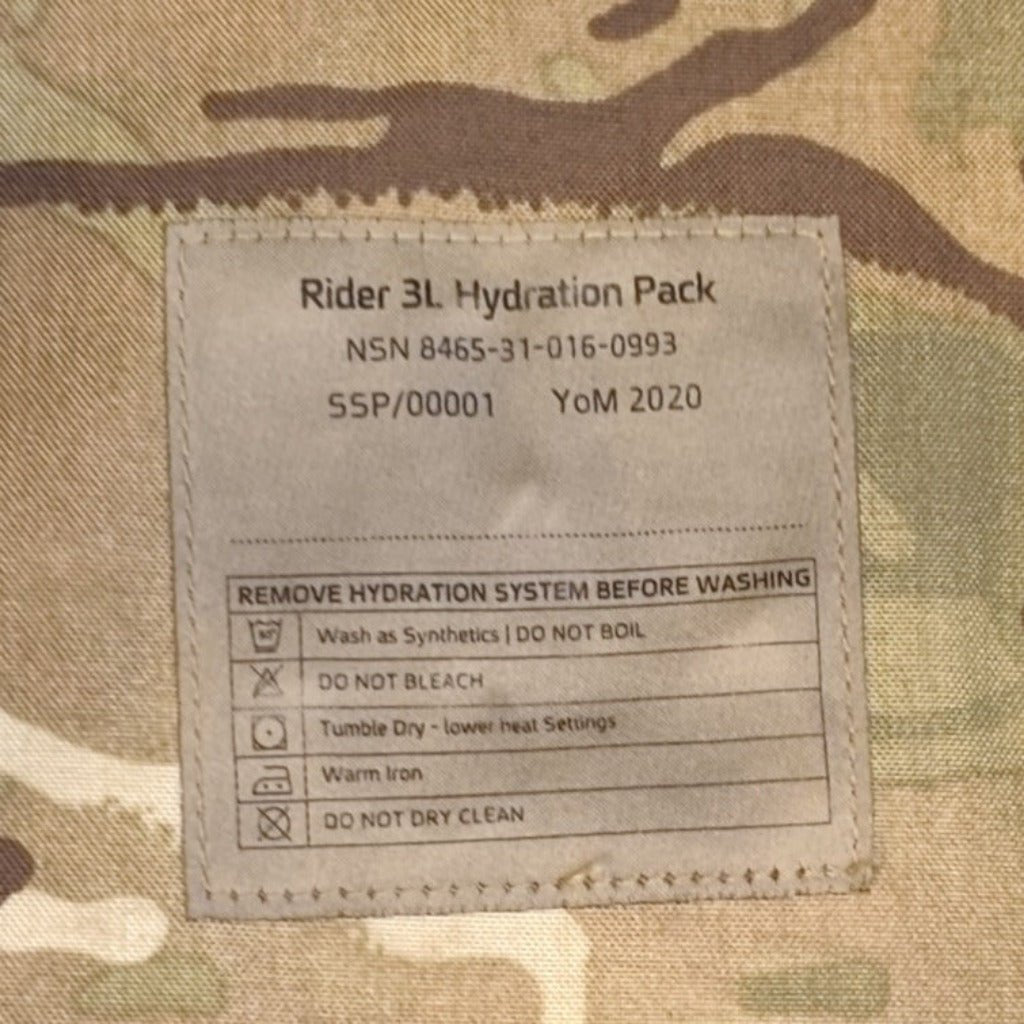 Rider 3L Hydration Pack
NSN 8465-31-016-0993
SSP/00001 YoM 2020
REMOVE HYDRATION SYSTEM BEFORE WASHING
Wash as Synthetics | DO NOT BOIL
DO NOT BLEACH
Tumble Dry - lower heat Settings
Warm Iron
DO NOT DRY CLEAN